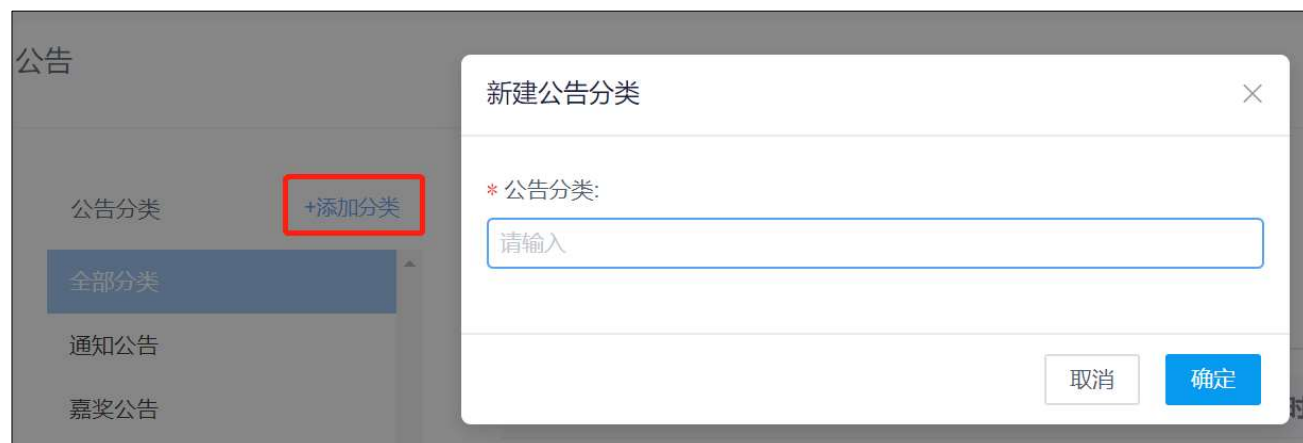 公告
新建公告分类
公告分类
+添加分类
* 公告分类:
请输入
全部分类
通知公告
嘉奖公告
取消
确定
时